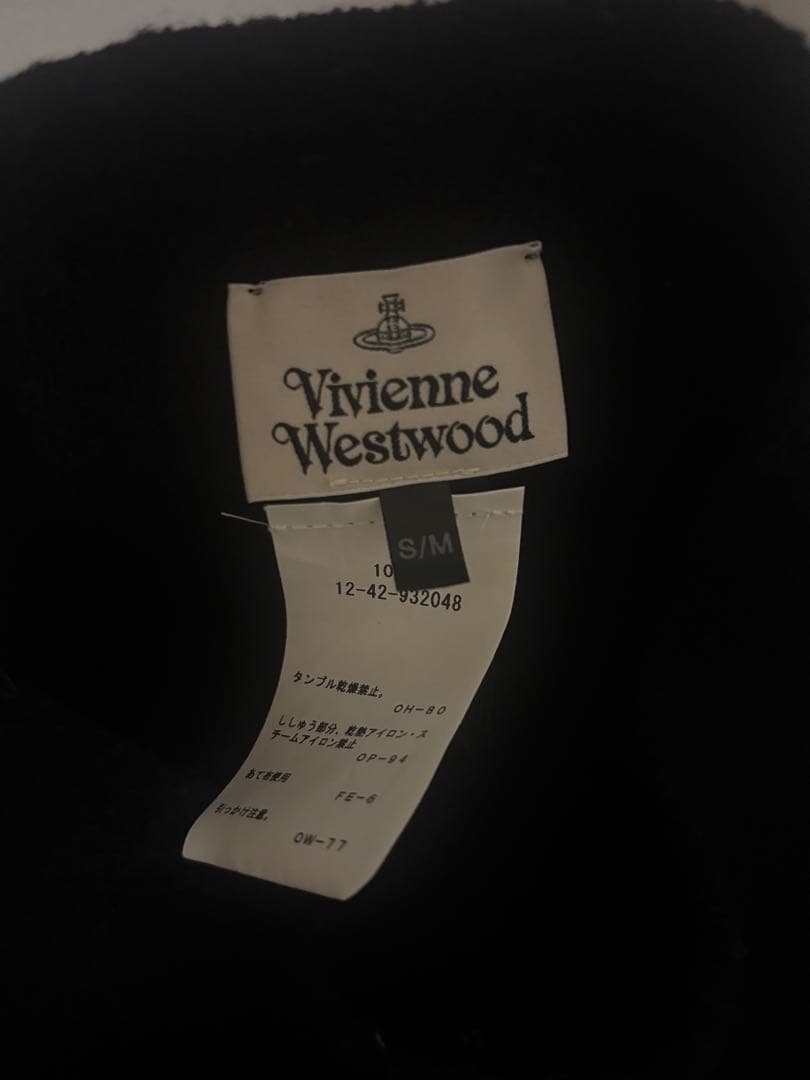 Vivienne
Westwood
S/M
10
12-42-932048
タンブル乾燥禁止。
OH-80
ししゅう部分、乾熱アイロン・ス
チームアイロン禁止
OP-94
あて布使用
FE-6
引っかけ注意。
OW-77